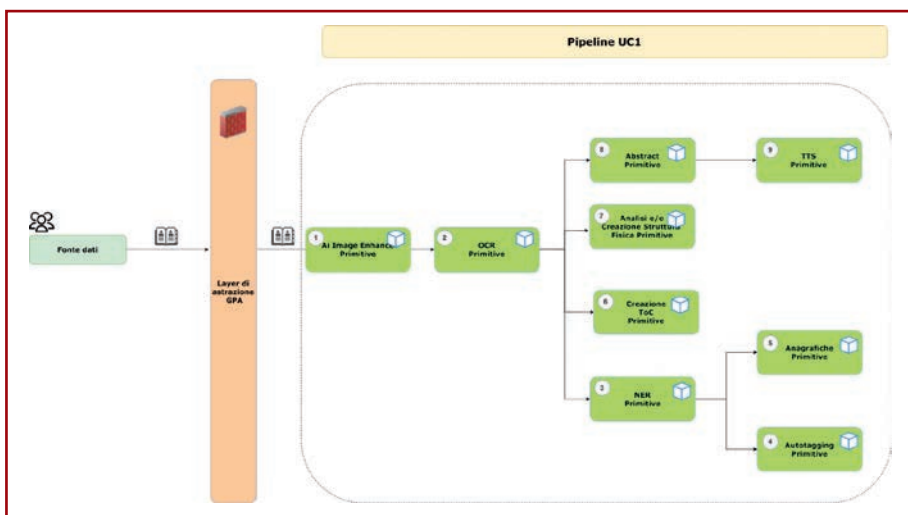 Pipeline UC1
8
Abstract
Primitive
9
TTS
Primitive
7
Analisi e/o
Creazione Struttura
Fisica Primitive
Fonte dati
1
Ai Image Enhance
Primitive
2
OCR
Primitive
Layer di
astrazione
GPA
6
Creazione
ToC
Primitive
5
Anagrafiche
Primitive
3
NER
Primitive
4
Autotagging
Primitive